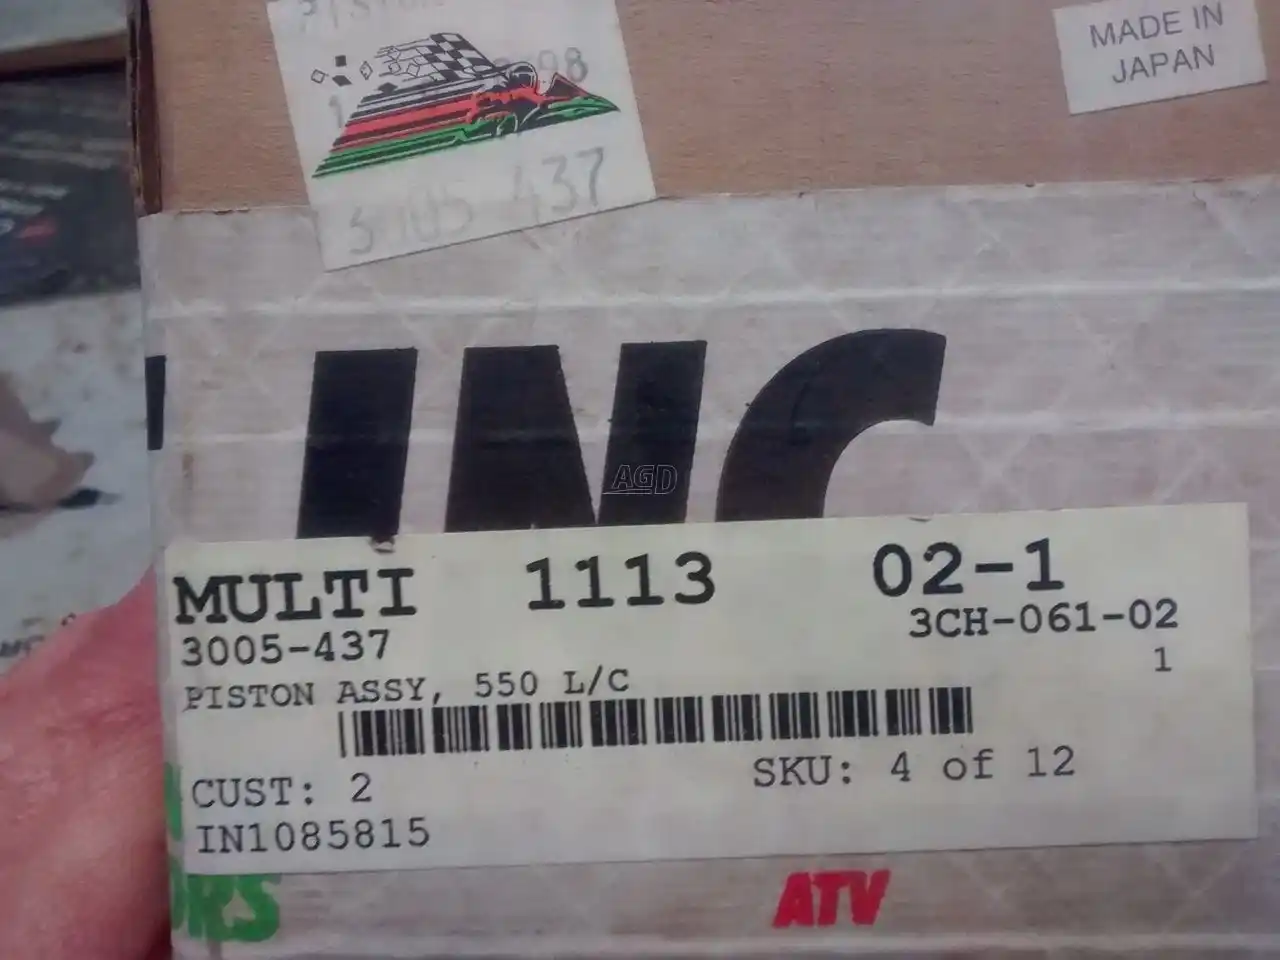 MADE IN
JAPAN
3005 437
INC
AGD
MULTI 1113 02-1
3005-437 3CH-061-02
PISTON ASSY, 550 L/C 1
CUST: 2 SKU: 4 of 12
IN1085815
ATV